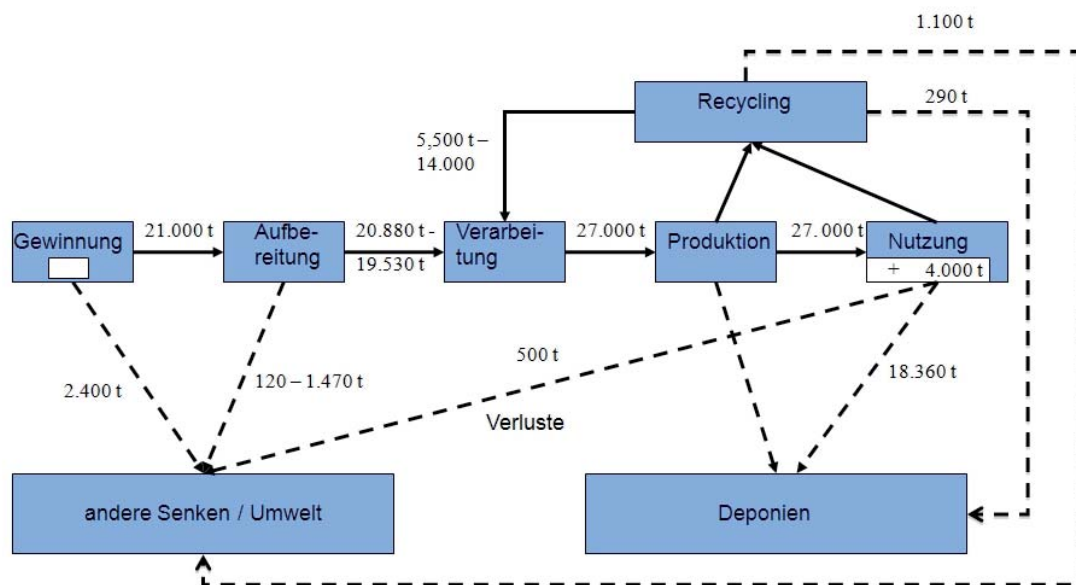 1.100 t
Recycling
290 t
5,500 t –
14.000
Gewinnung
21.000 t
Aufbe-
reitung
20.880 t -
19.530 t
Verarbei-
tung
27.000 t
Produktion
27. 000 t
Nutzung
+ 4.000 t
2.400 t
120 – 1.470 t
500 t
18.360 t
Verluste
andere Senken / Umwelt
Deponien